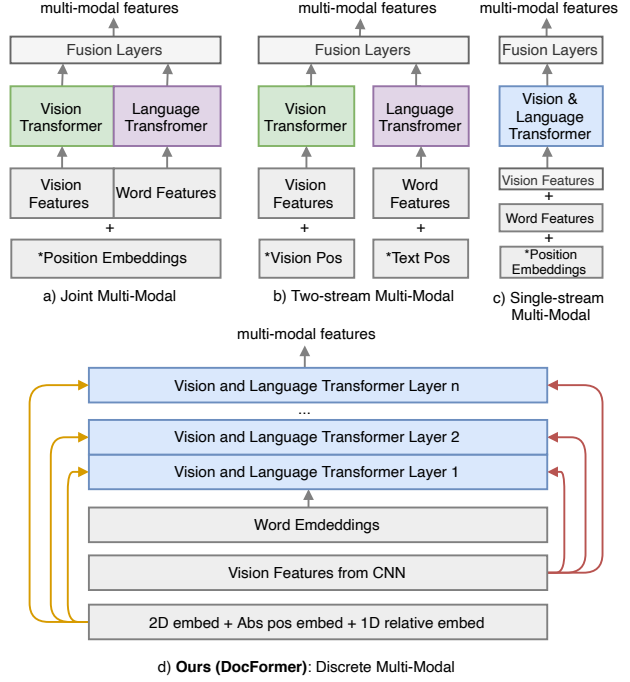 multi-modal features
Fusion Layers
Vision
Transformer
Language
Transfromer
Vision
Features
Word Features
+
*Position Embeddings
a) Joint Multi-Modal
multi-modal features
Fusion Layers
Vision
Transformer
Language
Transfromer
Vision
Features
Word
Features
+
+
*Vision Pos
*Text Pos
b) Two-stream Multi-Modal
multi-modal features
Fusion Layers
Vision &
Language
Transformer
Vision Features
+
Word Features
+
*Position
Embeddings
c) Single-stream
Multi-Modal
multi-modal features
Vision and Language Transformer Layer n
...
Vision and Language Transformer Layer 2
Vision and Language Transformer Layer 1
Word Emdeddings
Vision Features from CNN
2D embed + Abs pos embed + 1D relative embed
d) Ours (DocFormer): Discrete Multi-Modal